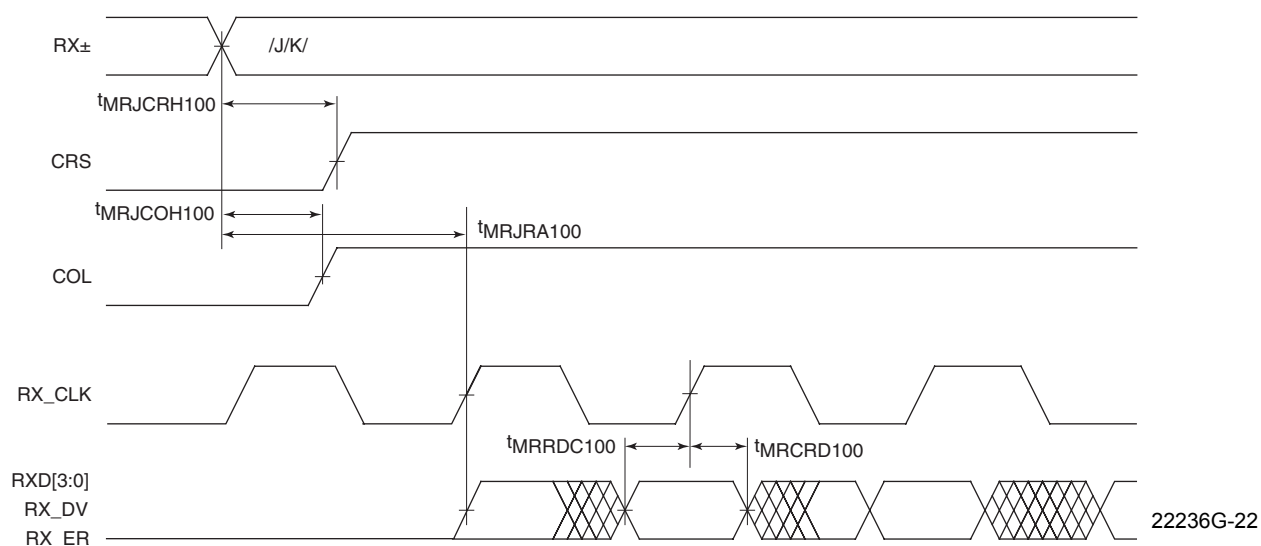 RX± /J/K/
tMRJCRH100
CRS
tMRJCOH100
tMRJRA100
COL
RX_CLK
tMRRDC100 tMRCRD100
RXD[3:0]
RX_DV
22236G-22
RX_ER